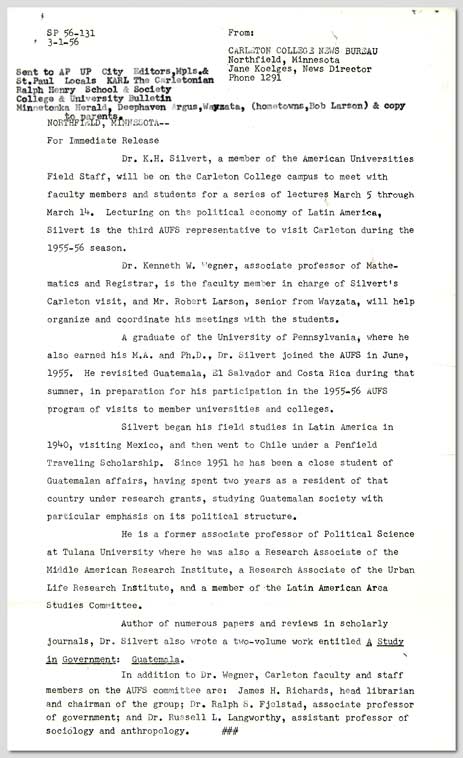 SP 56-131
3-1-56
From:
CARLETON COLLEGE NEWS BUREAU
Northfield, Minnesota
Jane Koelges, News Director
Phone 1291
Sent to AP UP City Editors,Mpls.&
St.Paul Locals KARL The Carletonian
Ralph Henry School & Society
College & University Bulletin
Minnetonka Herald, Deephaven Argus,Wayzata, (hometowns,Bob Larson) & copy
to parents.
NORTHFIELD, MINNESOTA--
For Immediate Release
Dr. K.H. Silvert, a member of the American Universities
Field Staff, will be on the Carleton College campus to meet with
faculty members and students for a series of lectures March 5 through
March 14. Lecturing on the political economy of Latin America,
Silvert is the third AUFS representative to visit Carleton during the
1955-56 season.
Dr. Kenneth W. Wegner, associate professor of Mathe-
matics and Registrar, is the faculty member in charge of Silvert's
Carleton visit, and Mr. Robert Larson, senior from Wayzata, will help
organize and coordinate his meetings with the students.
A graduate of the University of Pennsylvania, where he
also earned his M.A. and Ph.D., Dr. Silvert joined the AUFS in June,
1955. He revisited Guatemala, El Salvador and Costa Rica during that
summer, in preparation for his participation in the 1955-56 AUFS
program of visits to member universities and colleges.
Silvert began his field studies in Latin America in
1940, visiting Mexico, and then went to Chile under a Penfield
Traveling Scholarship. Since 1951 he has been a close student of
Guatemalan affairs, having spent two years as a resident of that
country under research grants, studying Guatemalan society with
particular emphasis on its political structure.
He is a former associate professor of Political Science
at Tulana University where he was also a Research Associate of the
Middle American Research Institute, a Research Associate of the Urban
Life Research Institute, and a member of the Latin American Area
Studies Committee.
Author of numerous papers and reviews in scholarly
journals, Dr. Silvert also wrote a two-volume work entitled A Study
in Government: Guatemala.
In addition to Dr. Wegner, Carleton faculty and staff
members on the AUFS committee are: James H. Richards, head librarian
and chairman of the group; Dr. Ralph S. Fjelstad, associate professor
of government; and Dr. Russell L. Langworthy, assistant professor of
sociology and anthropology. ###